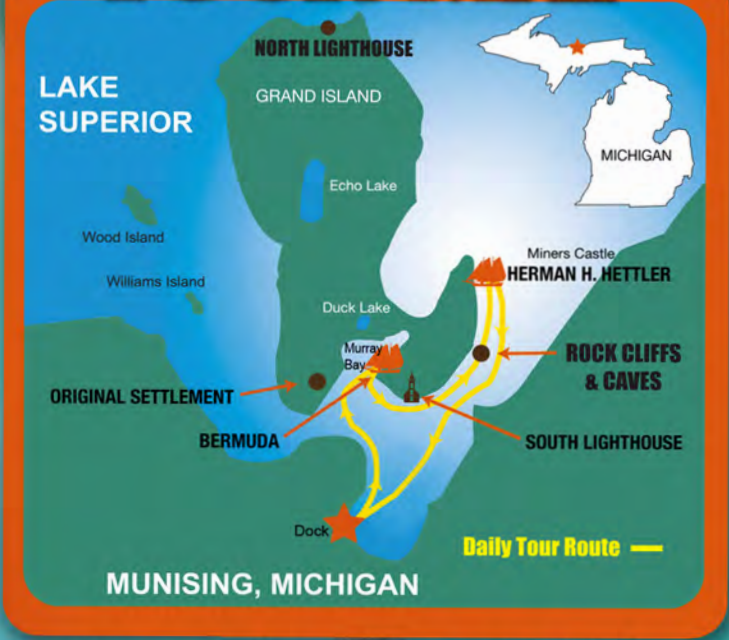 NORTH LIGHTHOUSE
LAKE
SUPERIOR
GRAND ISLAND
MICHIGAN
Echo Lake
Wood Island
Miners Castle
HERMAN H. HETTLER
Williams Island
Duck Lake
Murray
Bay
ROCK CLIFFS
& CAVES
ORIGINAL SETTLEMENT
BERMUDA
SOUTH LIGHTHOUSE
Dock
Daily Tour Route
MUNISING, MICHIGAN